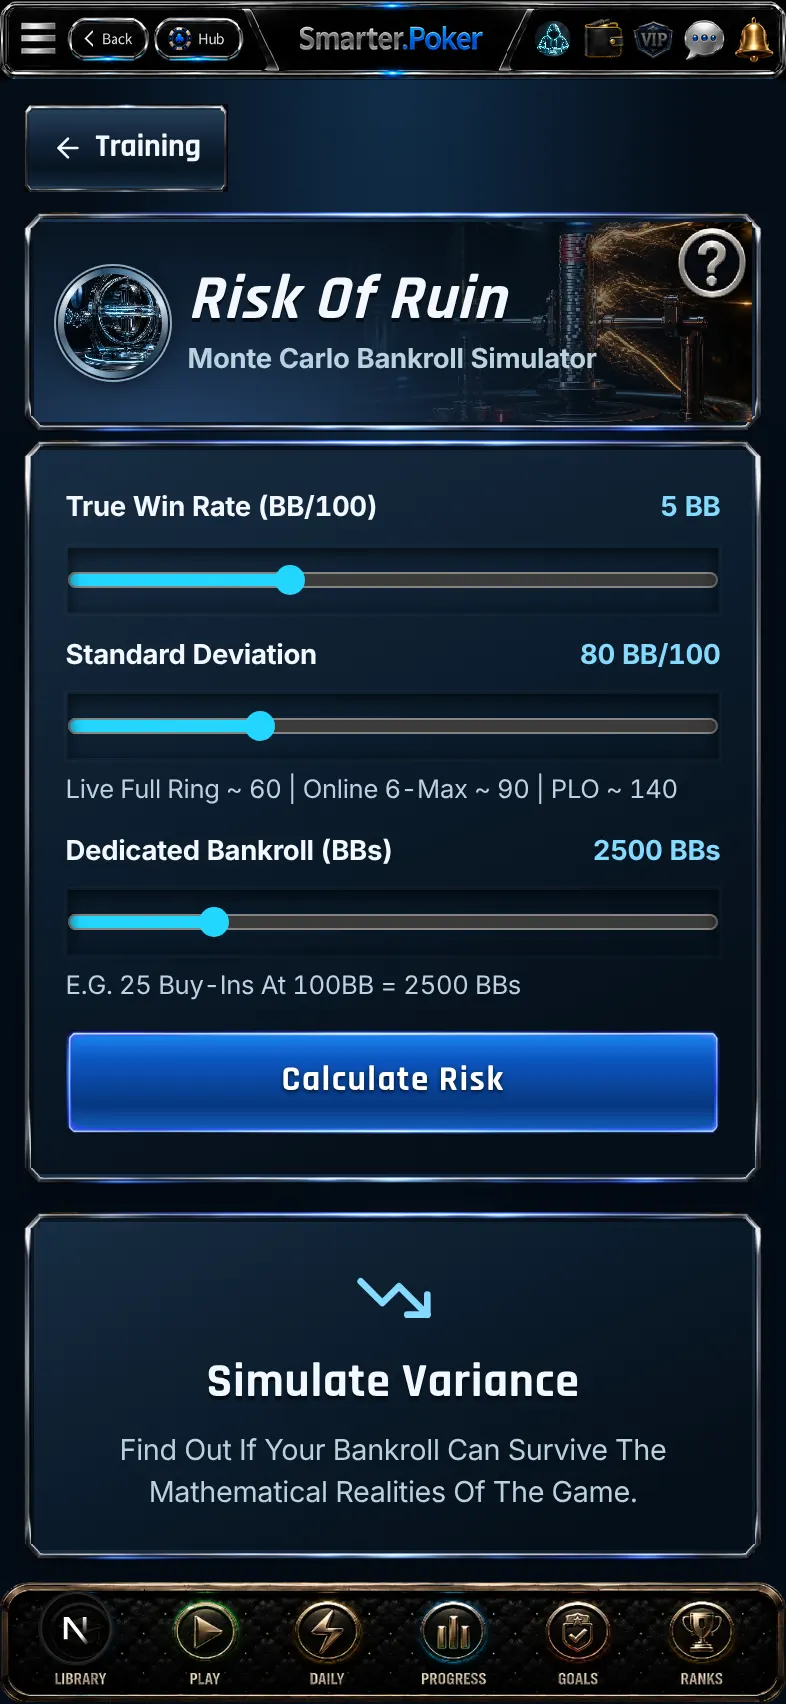 Back
Hub
Smarter.Poker
VIP
Training
Risk Of Ruin
?
Monte Carlo Bankroll Simulator
True Win Rate (BB/100)
5 BB
Standard Deviation
80 BB/100
Live Full Ring ~ 60 | Online 6-Max ~ 90 | PLO ~ 140
Dedicated Bankroll (BBs)
2500 BBs
E.G. 25 Buy-Ins At 100BB = 2500 BBs
Calculate Risk
Simulate Variance
Find Out If Your Bankroll Can Survive The
Mathematical Realities Of The Game.
N
LIBRARY
PLAY
DAILY
PROGRESS
GOALS
RANKS